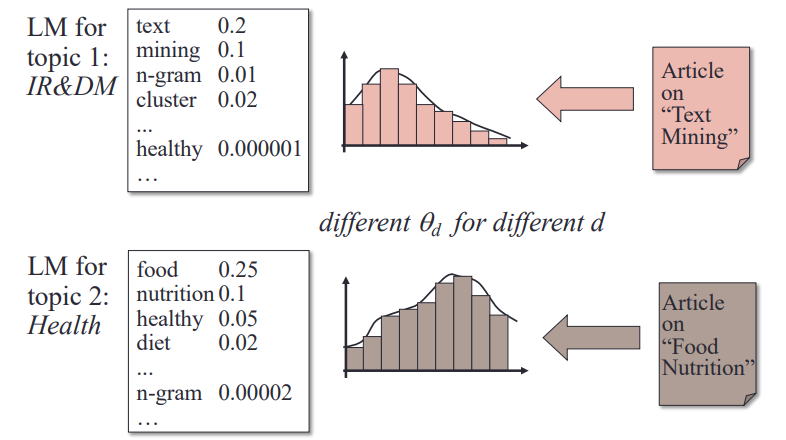 LM for
topic 1:
IR&DM
text 0.2
mining 0.1
n-gram 0.01
cluster 0.02
...
healthy 0.000001
...
Article
on
“Text
Mining”
different θd for different d
LM for
topic 2:
Health
food 0.25
nutrition 0.1
healthy 0.05
diet 0.02
...
n-gram 0.00002
...
Article
on
“Food
Nutrition”